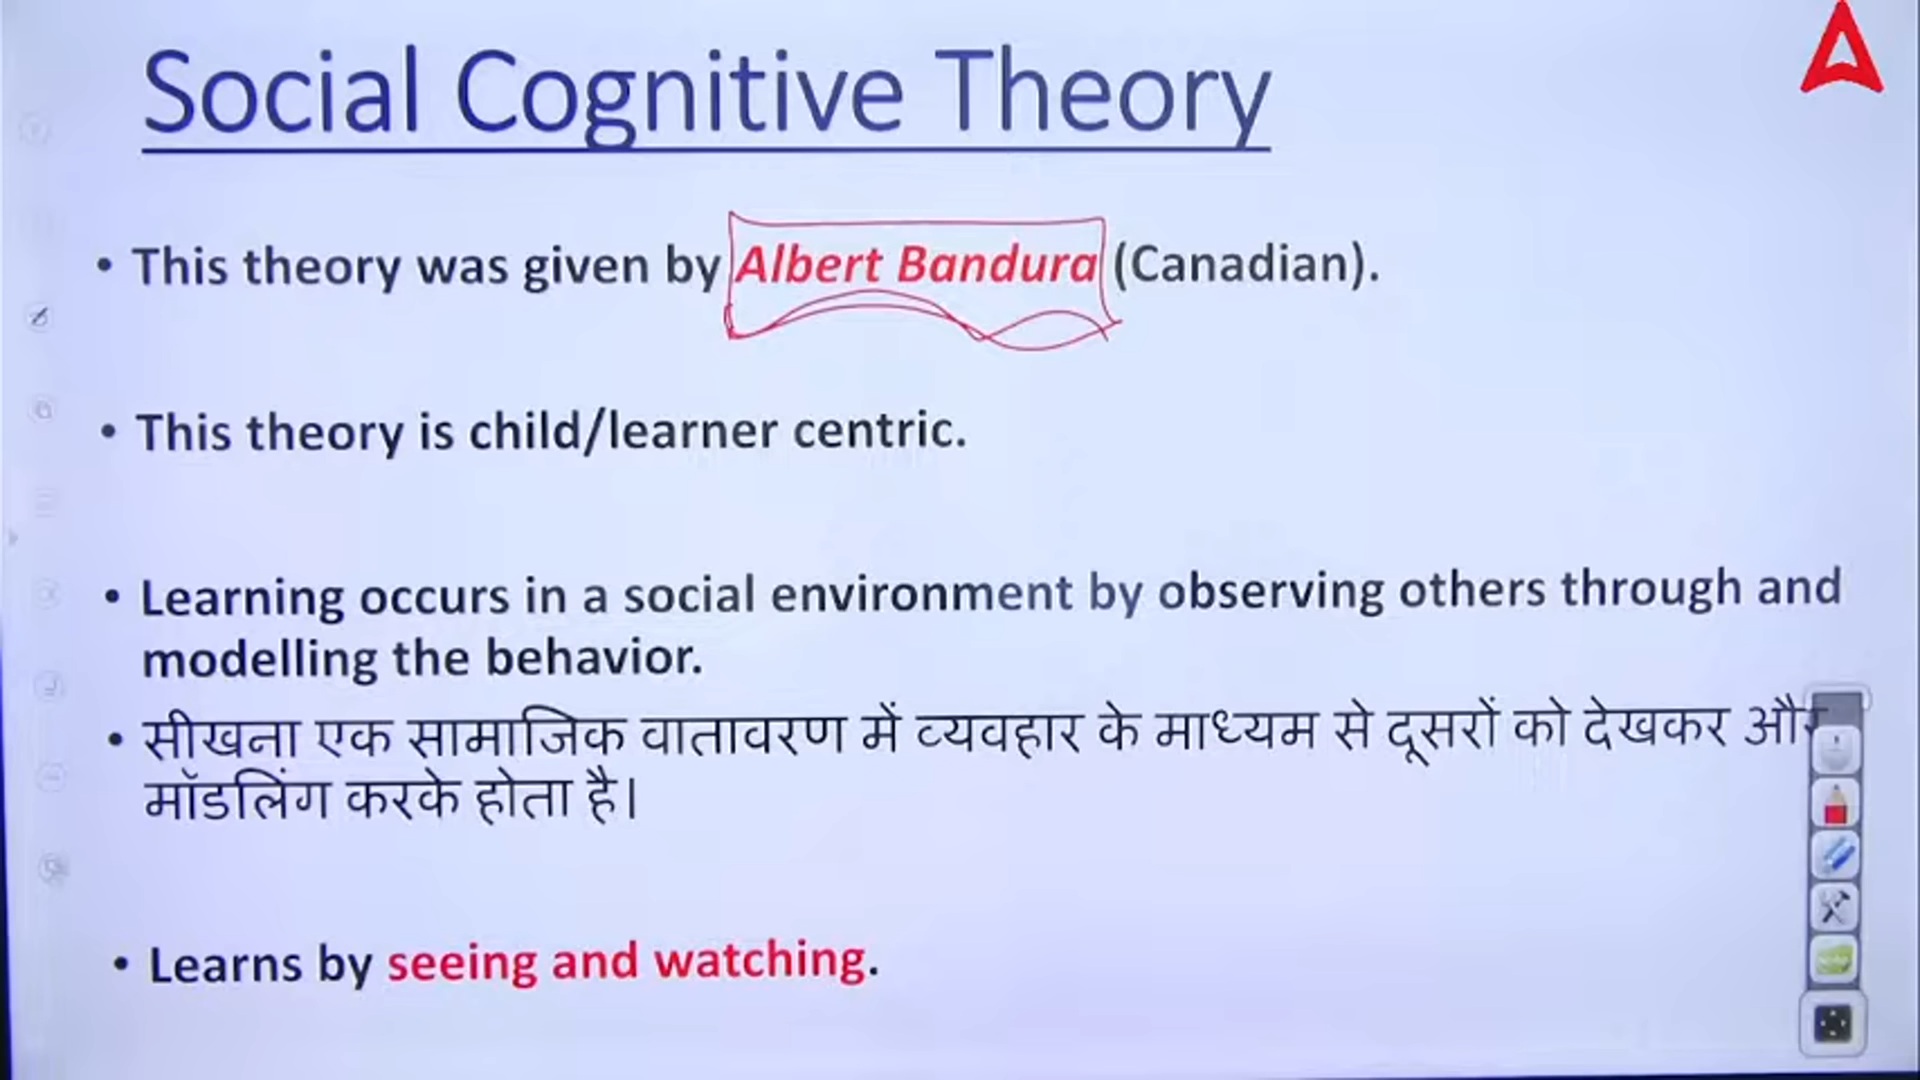 Social Cognitive Theory
• This theory was given by Albert Bandura (Canadian).
• This theory is child/learner centric.
• Learning occurs in a social environment by observing others through and
modelling the behavior.
• सीखना एक सामाजिक वातावरण में व्यवहार के माध्यम से दूसरों को देखकर और
मॉडलिंग करके होता है।
• Learns by seeing and watching.